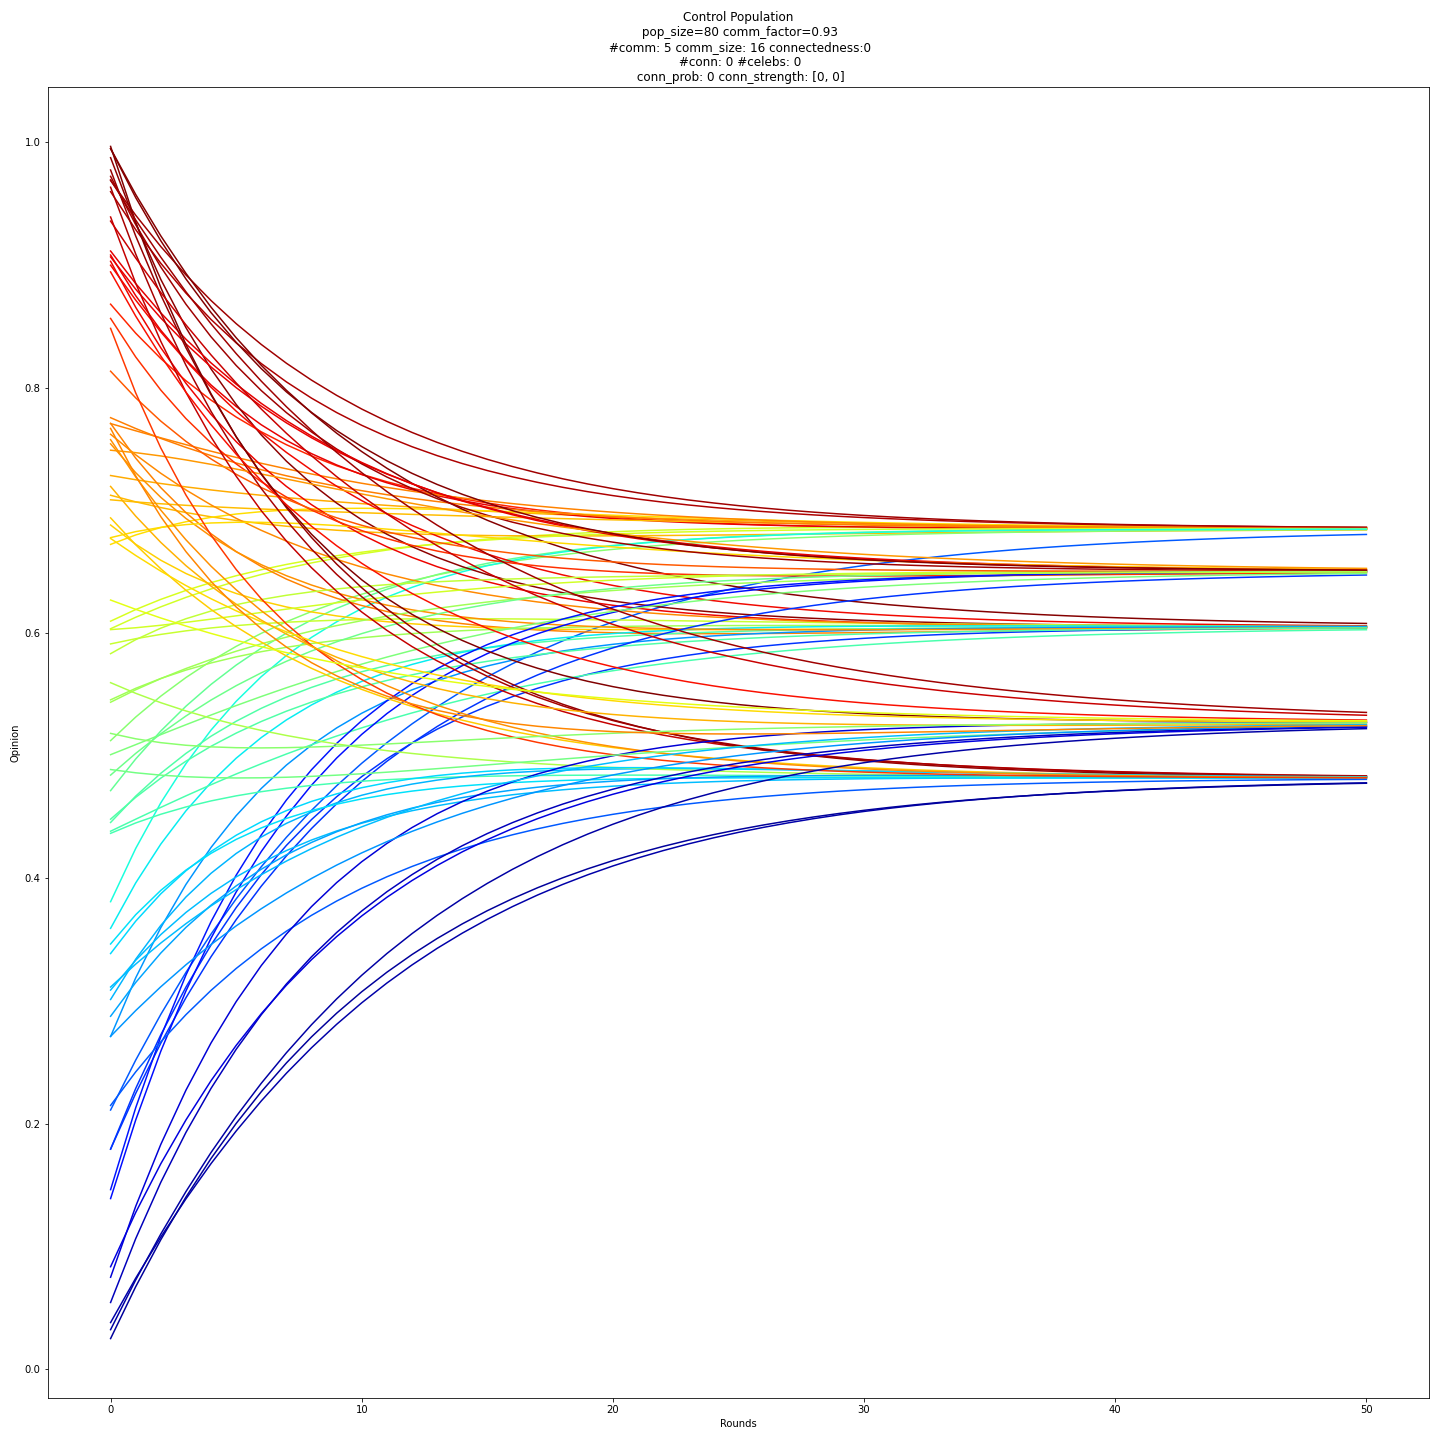 Control Population
pop_size=80 comm_factor=0.93
#comm: 5 comm_size: 16 connectedness:0
#conn: 0 #celebs: 0
conn_prob: 0 conn_strength: [0, 0]
1.0
0.8
0.6
Opinion
0.4
0.2
0.0
0 10 20 30 40 50
Rounds